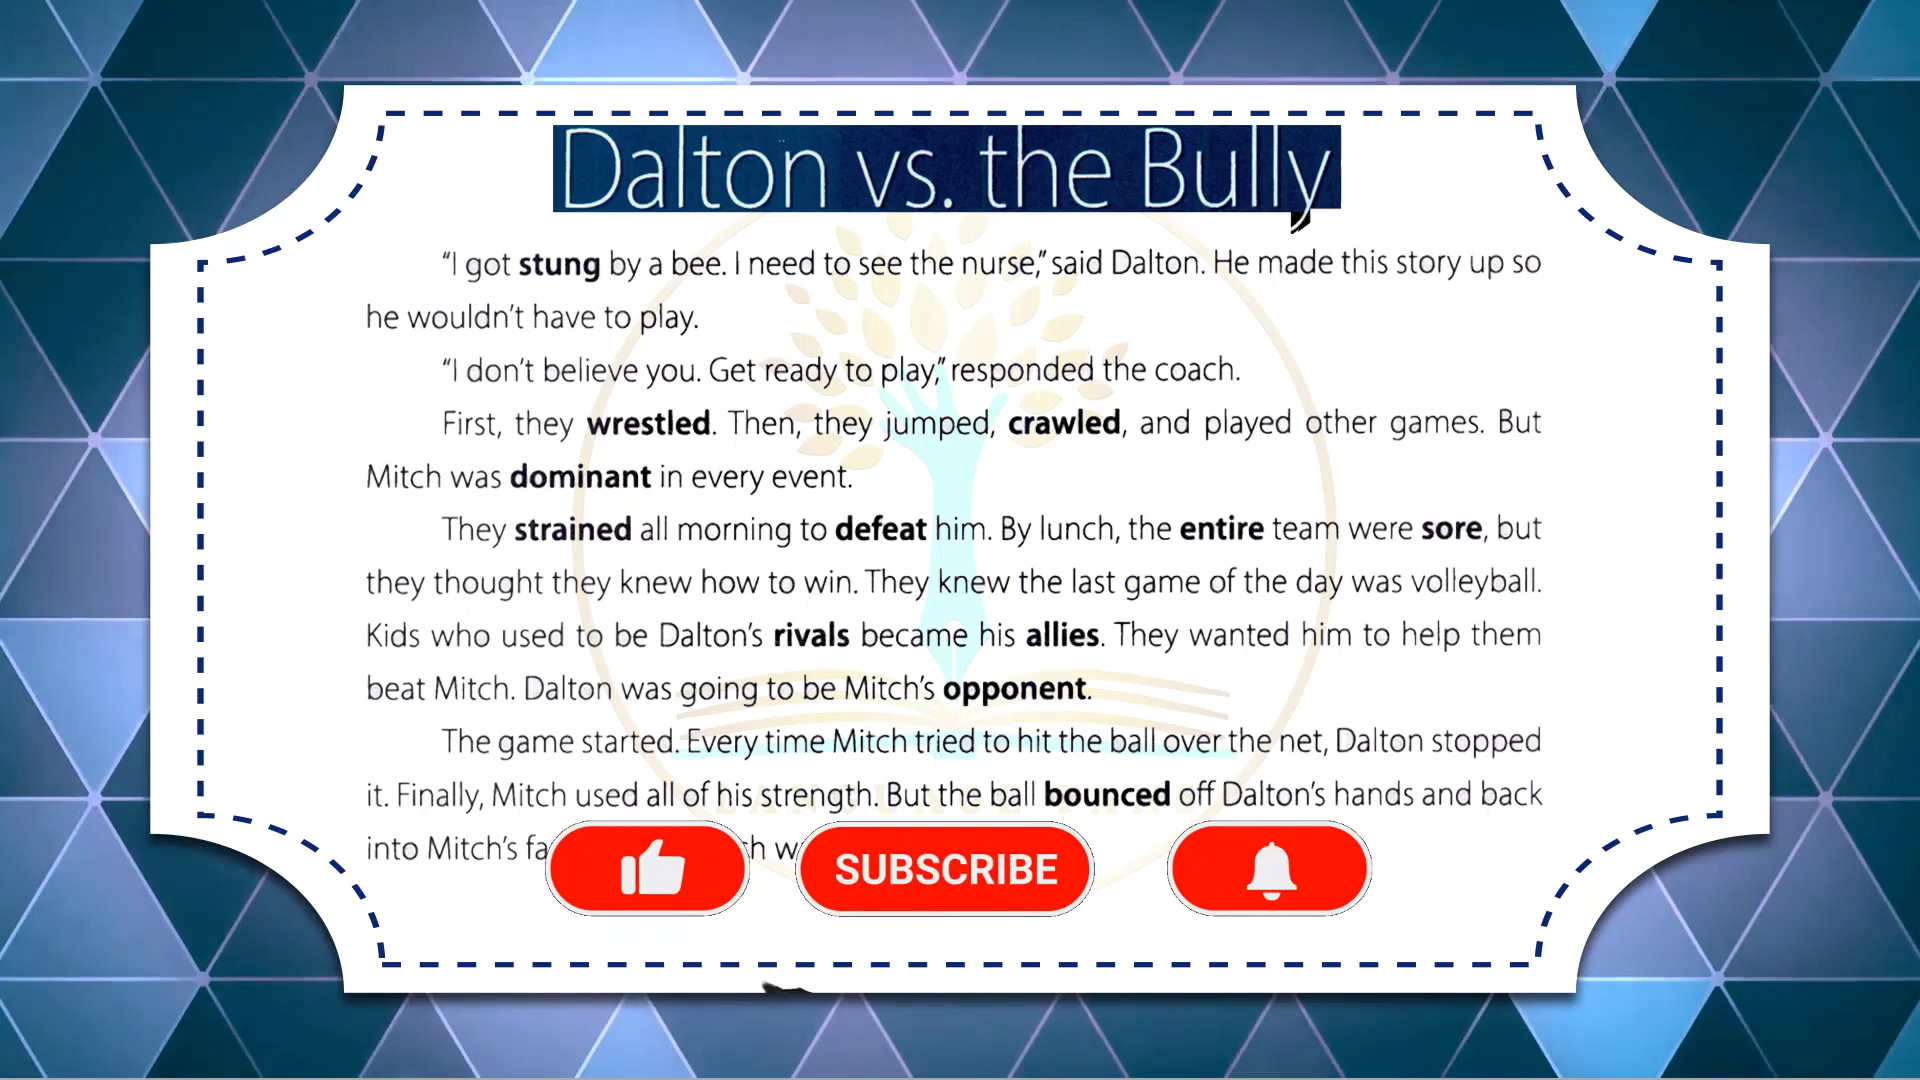 Dalton vs. the Bully
“I got stung by a bee. I need to see the nurse,” said Dalton. He made this story up so
he wouldn’t have to play.
“I don’t believe you. Get ready to play,” responded the coach.
First, they wrestled. Then, they jumped, crawled, and played other games. But
Mitch was dominant in every event.
They strained all morning to defeat him. By lunch, the entire team were sore, but
they thought they knew how to win. They knew the last game of the day was volleyball.
Kids who used to be Dalton’s rivals became his allies. They wanted him to help them
beat Mitch. Dalton was going to be Mitch’s opponent.
The game started. Every time Mitch tried to hit the ball over the net, Dalton stopped
it. Finally, Mitch used all of his strength. But the ball bounced off Dalton’s hands and back
into Mitch’s
SUBSCRIBE